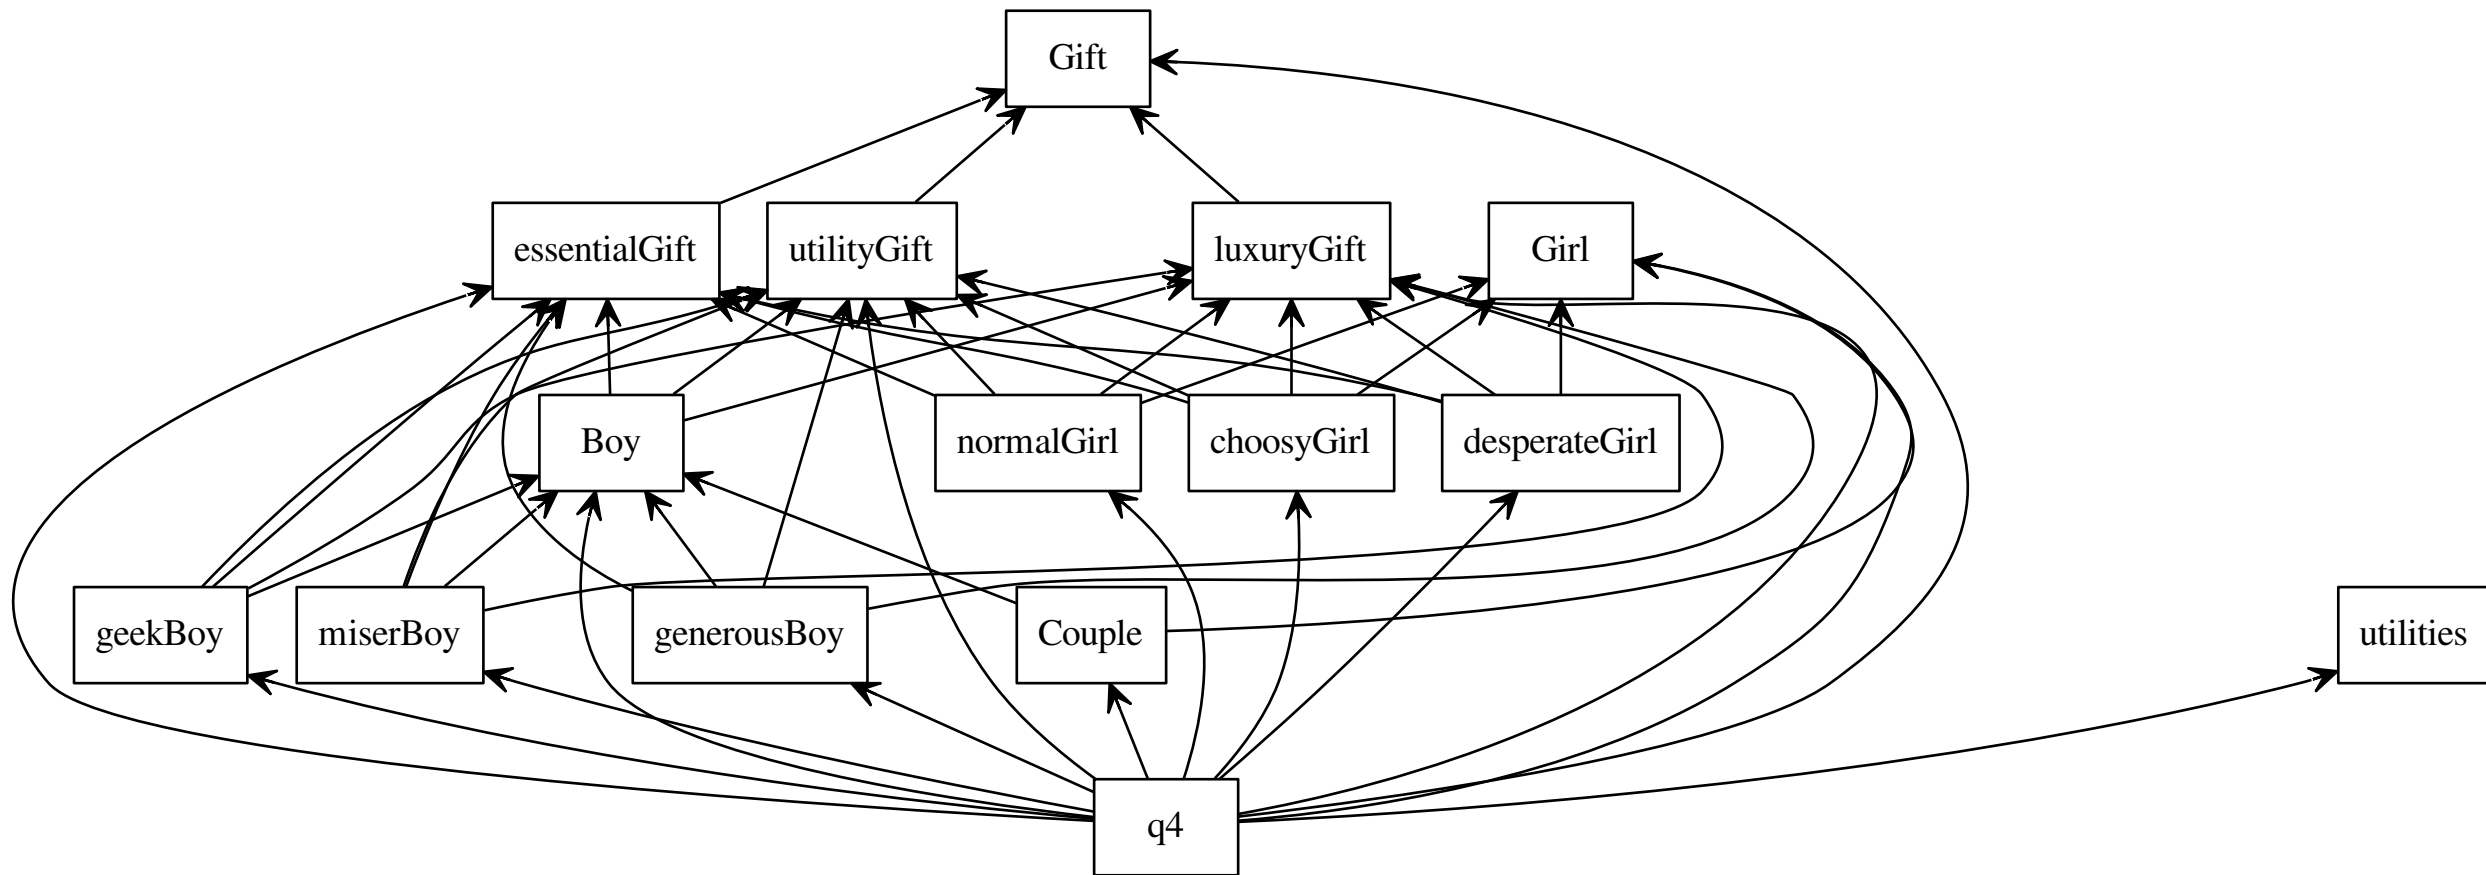 Gift
essentialGift
utilityGift
luxuryGift
Girl
Boy
normalGirl
choosyGirl
desperateGirl
geekBoy
miserBoy
generousBoy
Couple
utilities
q4